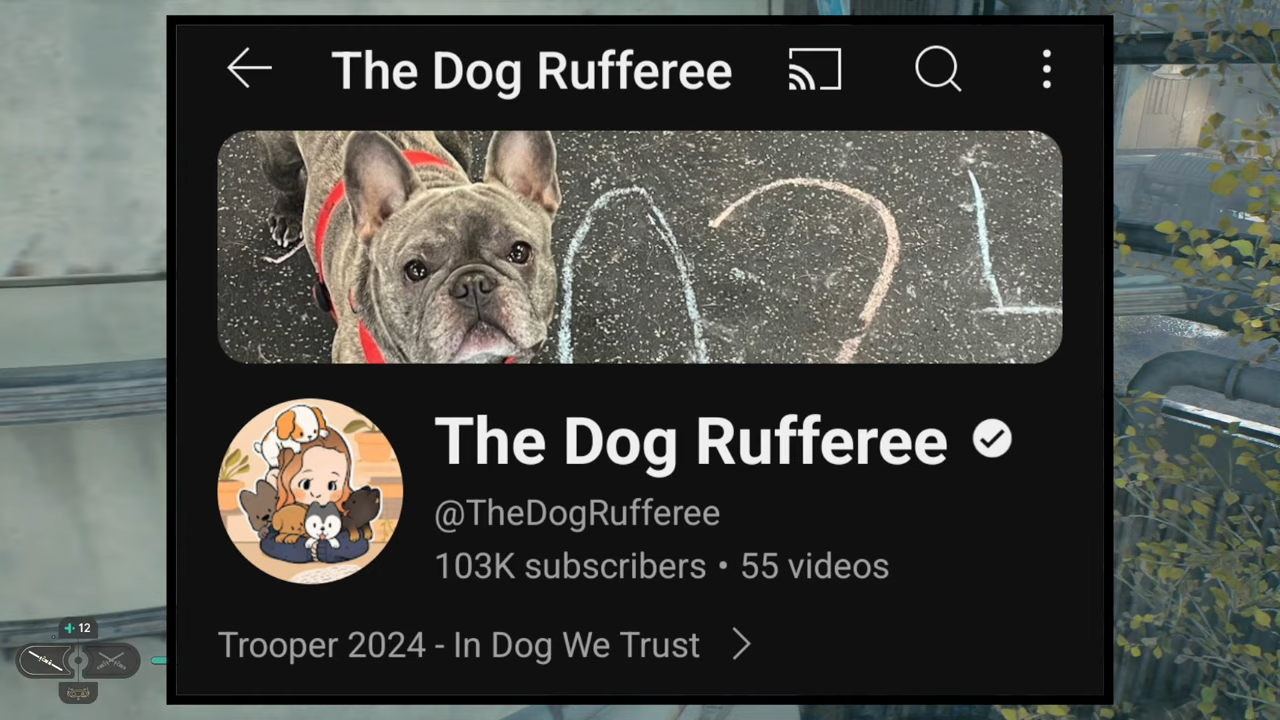 The Dog Rufferee
The Dog Rufferee
@TheDogRufferee
103K subscribers • 55 videos
Trooper 2024 - In Dog We Trust
12